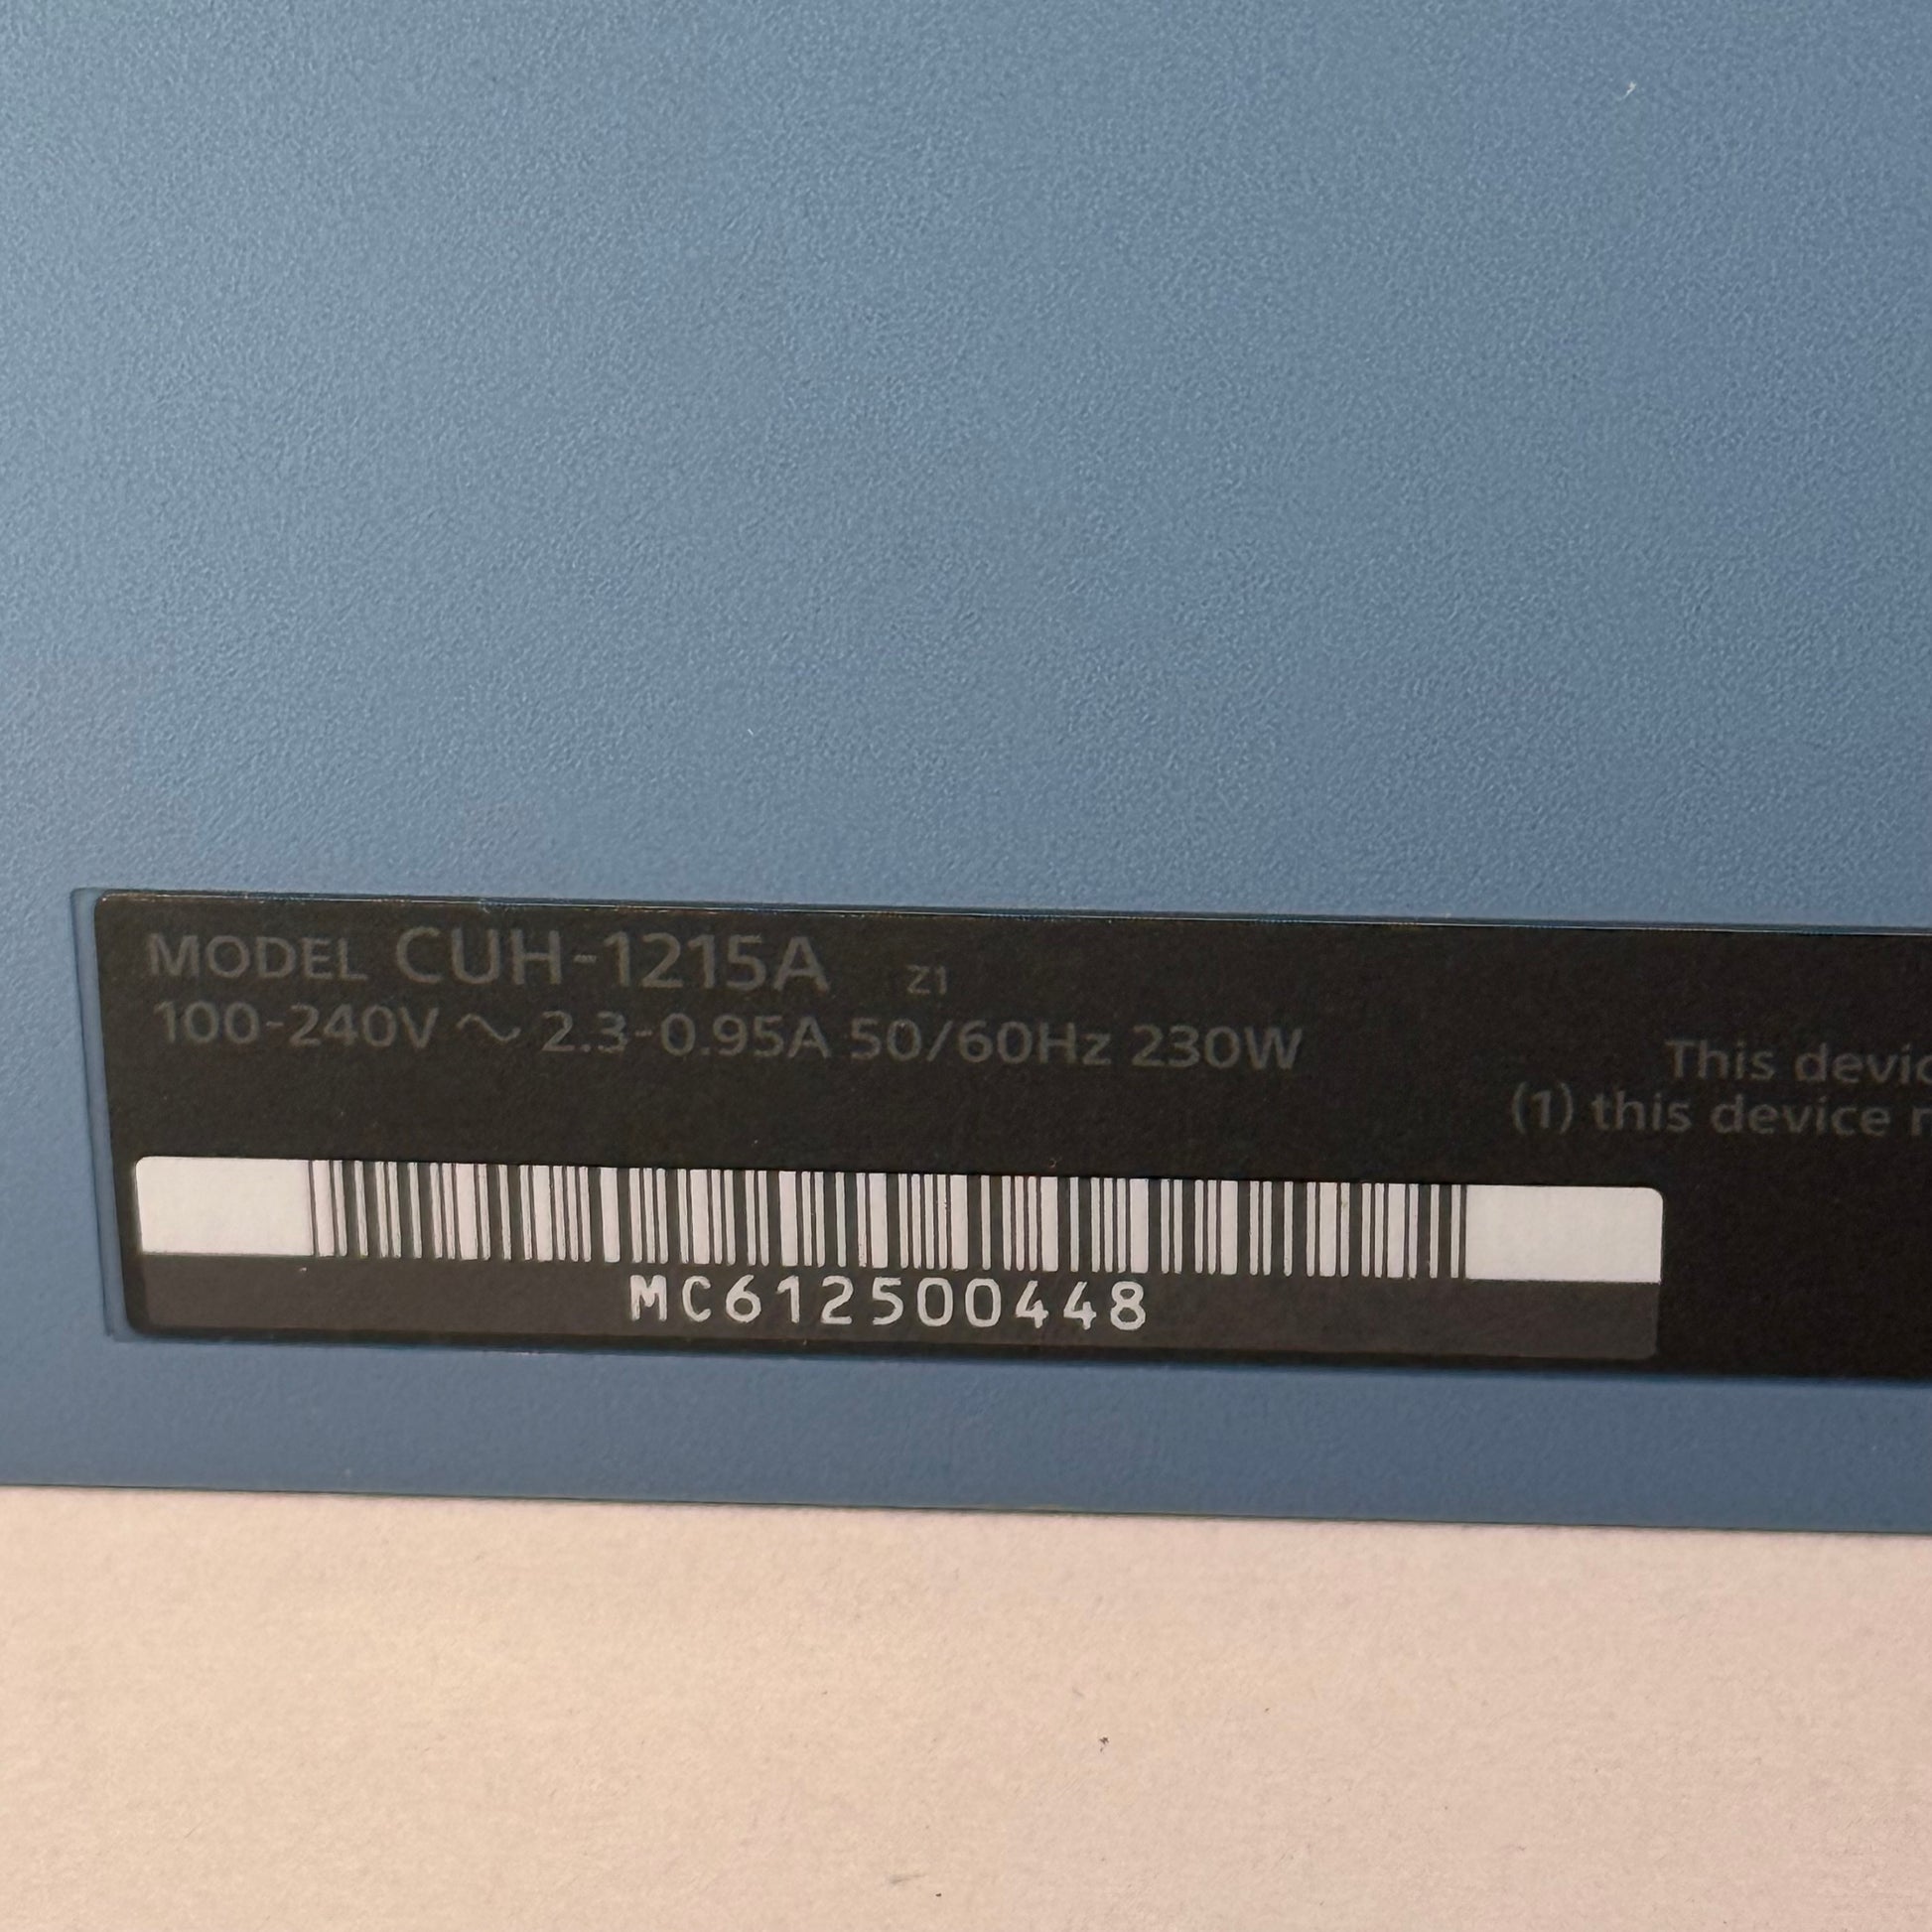 MODEL CUH-1215A Z1
100-240V ～ 2.3-0.95A 50/60Hz 230W
This devic
(1) this device
MC612500448